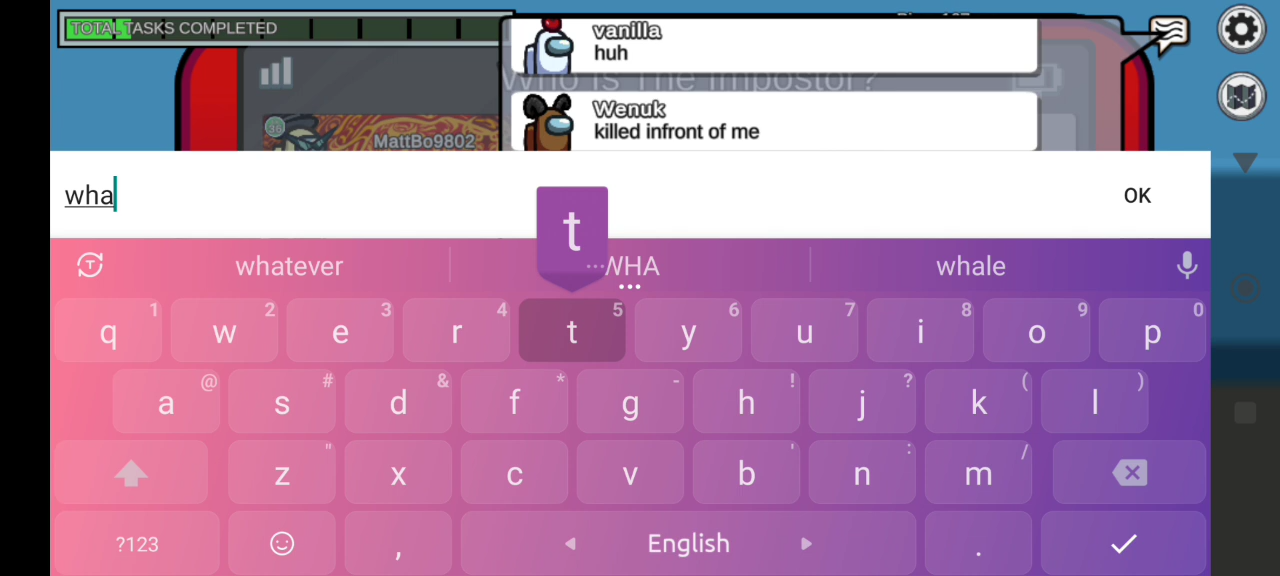 TOTAL TASKS COMPLETED
vanilla
huh
Who Is The Impostor?
Wenuk
killed infront of me
36
MattBo9802
wha
OK
t
whatever
WHA
whale
q 1 w 2 e 3 r 4 t 5 y 6 u 7 i 8 o 9 p 0
a @ s # d & f * g - h ! j ? k ( l )
z " x c v b ' n : m /
?123 , English .